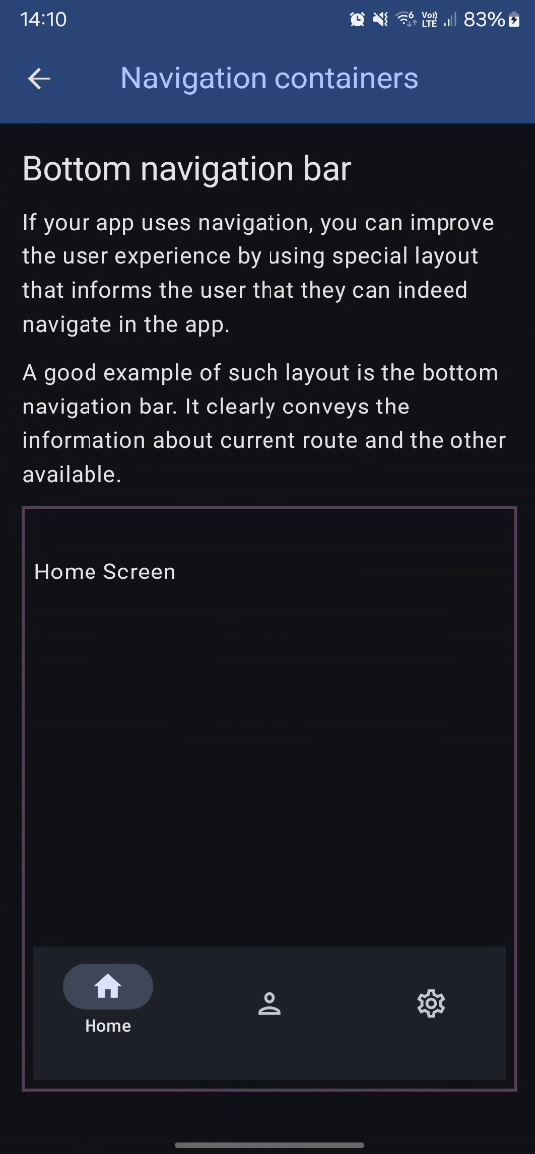 14:10
Vo))
LTE
83%
Navigation containers
Bottom navigation bar
If your app uses navigation, you can improve
the user experience by using special layout
that informs the user that they can indeed
navigate in the app.
A good example of such layout is the bottom
navigation bar. It clearly conveys the
information about current route and the other
available.
Home Screen
Home